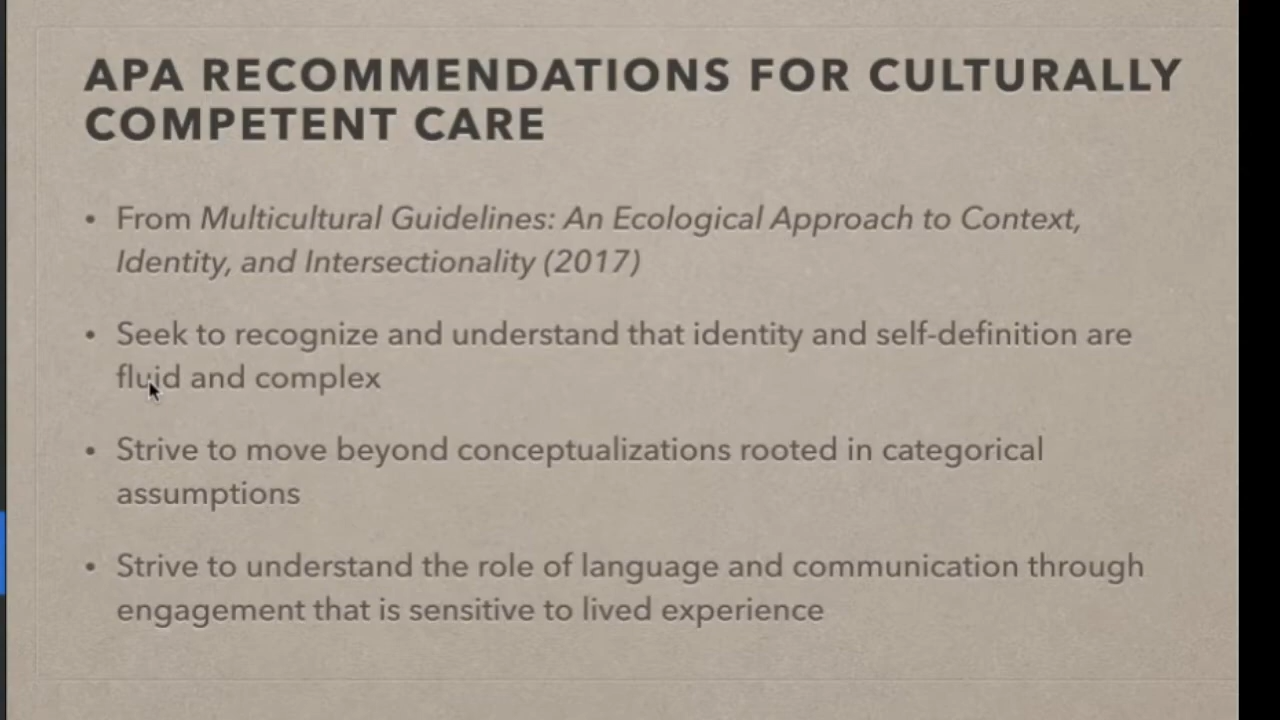 APA RECOMMENDATIONS FOR CULTURALLY
COMPETENT CARE
• From Multicultural Guidelines: An Ecological Approach to Context,
Identity, and Intersectionality (2017)
• Seek to recognize and understand that identity and self-definition are
fluid and complex
• Strive to move beyond conceptualizations rooted in categorical
assumptions
• Strive to understand the role of language and communication through
engagement that is sensitive to lived experience